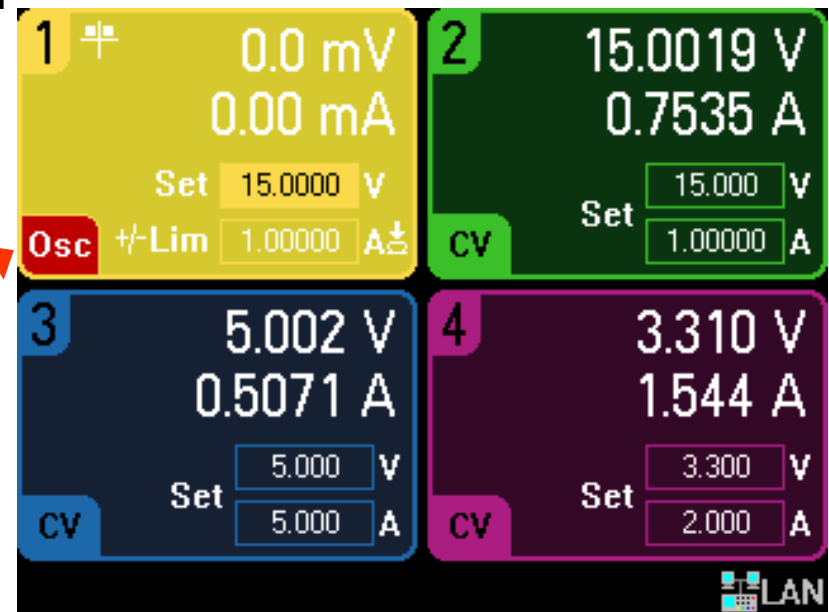 1 0.0 mV
0.00 mA
Set 15.0000 V
Osc +/-Lim 1.00000 A
2 15.0019 V
0.7535 A
Set 15.000 V
1.00000 A
CV
3 5.002 V
0.5071 A
Set 5.000 V
5.000 A
CV
4 3.310 V
1.544 A
Set 3.300 V
2.000 A
CV
LAN